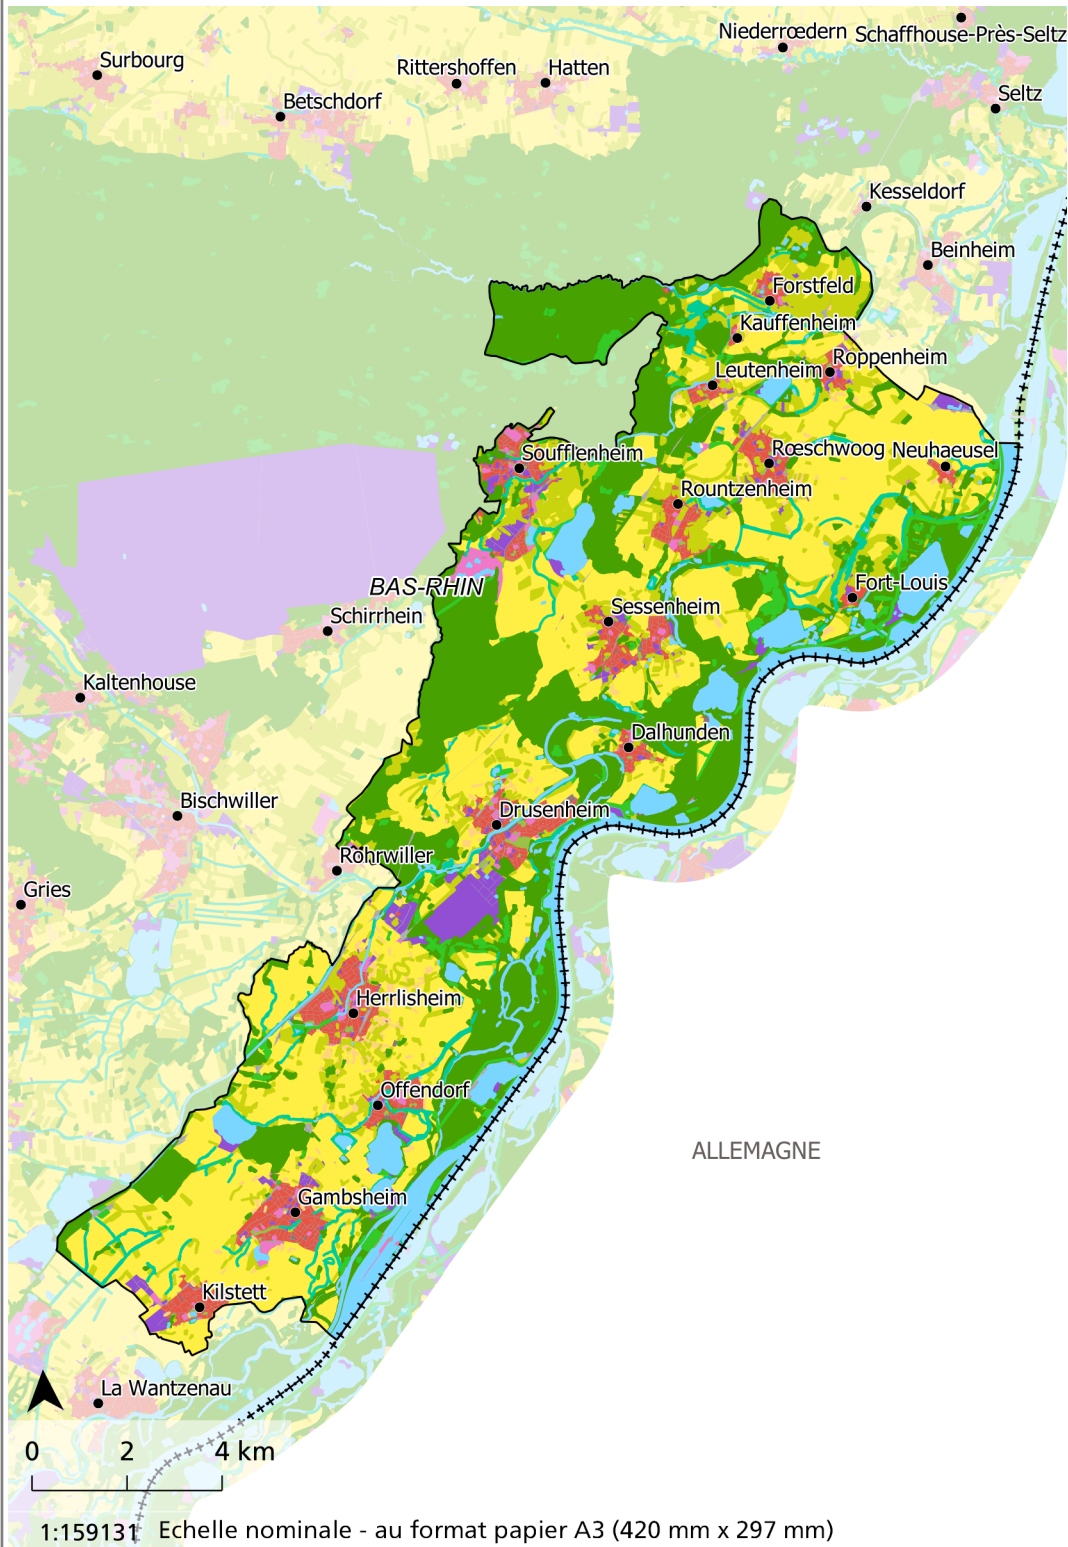 Niederrœdern
Schaffhouse-Près-Seltz
Surbourg
Rittershoffen
Hatten
Betschdorf
Seltz
Kesseldorf
Beinheim
Forstfeld
Kauffenheim
Roppenheim
Leutenheim
Soufflenheim
Rœschwoog
Neuhaeusel
Rountzenheim
BAS-RHIN
Fort-Louis
Schirrhein
Sessenheim
Kaltenhouse
Dalhunden
Bischwiller
Drusenheim
Rohrwiller
Gries
Herrlisheim
Offendorf
ALLEMAGNE
Gambsheim
Kilstett
La Wantzenau
0 2 4 km
1:159131 Echelle nominale - au format papier A3 (420 mm x 297 mm)